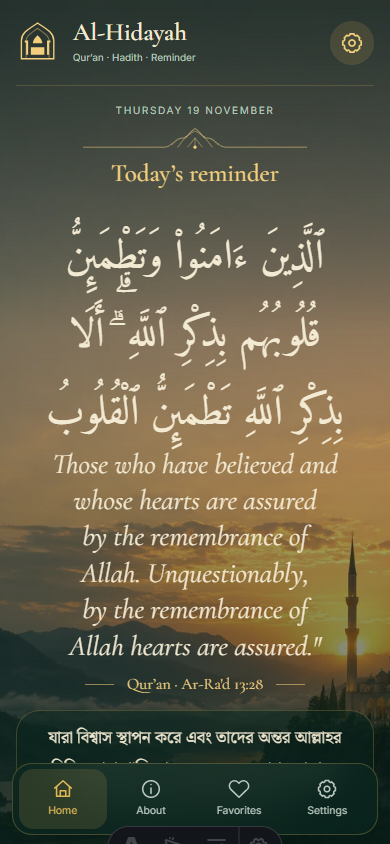 Al-Hidayah
Qur'an · Hadith · Reminder
THURSDAY 19 NOVEMBER
Today's reminder
ٱلَّذِينَ ءَامَنُوا۟ وَتَطْمَئِنُّ
قُلُوبُهُم بِذِكْرِ ٱللَّهِ ۗ أَلَا
بِذِكْرِ ٱللَّهِ تَطْمَئِنُّ ٱلْقُلُوبُ
Those who have believed and
whose hearts are assured
by the remembrance of
Allah. Unquestionably,
by the remembrance of
Allah hearts are assured."
Qur'an · Ar-Ra'd 13:28
যারা বিশ্বাস স্থাপন করে এবং তাদের অন্তর আল্লাহর
Home
About
Favorites
Settings